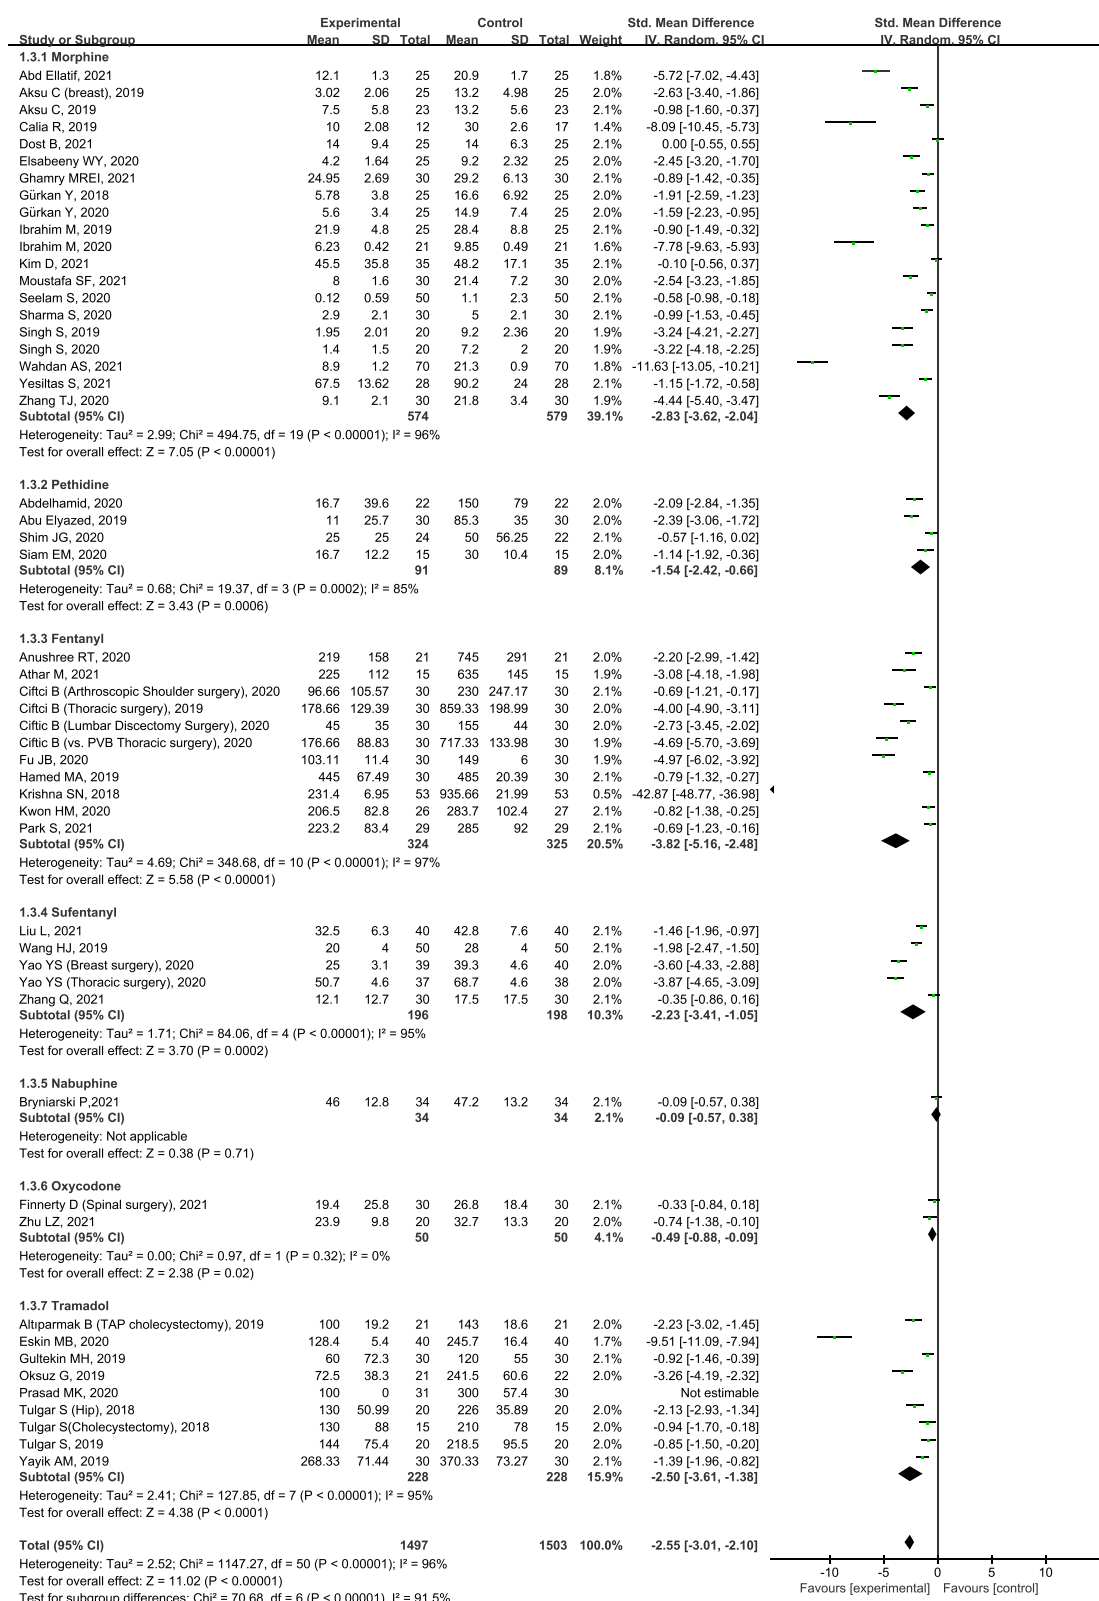 Experimental Control Std. Mean Difference Std. Mean Difference
Study or Subgroup Mean SD Total Mean SD Total Weight IV, Random, 95% CI IV, Random, 95% CI
1.3.1 Morphine
Abd Ellatif, 2021 12.1 1.3 25 20.9 1.7 25 1.8% -5.72 [-7.02, -4.43]
Aksu C (breast), 2019 3.02 2.06 25 13.2 4.98 25 2.0% -2.63 [-3.40, -1.86]
Aksu C, 2019 7.5 5.8 23 13.2 5.6 23 2.1% -0.98 [-1.60, -0.37]
Calia R, 2019 10 2.08 12 30 2.6 17 1.4% -8.09 [-10.45, -5.73]
Dost B, 2021 14 9.4 25 14 6.3 25 2.1% 0.00 [-0.55, 0.55]
Elsabeeny WY, 2020 4.2 1.64 25 9.2 2.32 25 2.0% -2.45 [-3.20, -1.70]
Ghamry MREI, 2021 24.95 2.69 30 29.2 6.13 30 2.1% -0.89 [-1.42, -0.35]
Gürkan Y, 2018 5.78 3.8 25 16.6 6.92 25 2.0% -1.91 [-2.59, -1.23]
Gürkan Y, 2020 5.6 3.4 25 14.9 7.4 25 2.0% -1.59 [-2.23, -0.95]
Ibrahim M, 2019 21.9 4.8 25 28.4 8.8 25 2.1% -0.90 [-1.49, -0.32]
Ibrahim M, 2020 6.23 0.42 21 9.85 0.49 21 1.6% -7.78 [-9.63, -5.93]
Kim D, 2021 45.5 35.8 35 48.2 17.1 35 2.1% -0.10 [-0.56, 0.37]
Moustafa SF, 2021 8 1.6 30 21.4 7.2 30 2.0% -2.54 [-3.23, -1.85]
Seelam S, 2020 0.12 0.59 50 1.1 2.3 50 2.1% -0.58 [-0.98, -0.18]
Sharma S, 2020 2.9 2.1 30 5 2.1 30 2.1% -0.99 [-1.53, -0.45]
Singh S, 2019 1.95 2.01 20 9.2 2.36 20 1.9% -3.24 [-4.21, -2.27]
Singh S, 2020 1.4 1.5 20 7.2 2 20 1.9% -3.22 [-4.18, -2.25]
Wahdan AS, 2021 8.9 1.2 70 21.3 0.9 70 1.8% -11.63 [-13.05, -10.21]
Yesiltas S, 2021 67.5 13.62 28 90.2 24 28 2.1% -1.15 [-1.72, -0.58]
Zhang TJ, 2020 9.1 2.1 30 21.8 3.4 30 1.9% -4.44 [-5.40, -3.47]
Subtotal (95% CI) 574 579 39.1% -2.83 [-3.62, -2.04]
Heterogeneity: Tau² = 2.99; Chi² = 494.75, df = 19 (P < 0.00001); I² = 96%
Test for overall effect: Z = 7.05 (P < 0.00001)
1.3.2 Pethidine
Abdelhamid, 2020 16.7 39.6 22 150 79 22 2.0% -2.09 [-2.84, -1.35]
Abu Elyazed, 2019 11 25.7 30 85.3 35 30 2.0% -2.39 [-3.06, -1.72]
Shim JG, 2020 25 25 24 50 56.25 22 2.1% -0.57 [-1.16, 0.02]
Siam EM, 2020 16.7 12.2 15 30 10.4 15 2.0% -1.14 [-1.92, -0.36]
Subtotal (95% CI) 91 89 8.1% -1.54 [-2.42, -0.66]
Heterogeneity: Tau² = 0.68; Chi² = 19.37, df = 3 (P = 0.0002); I² = 85%
Test for overall effect: Z = 3.43 (P = 0.0006)
1.3.3 Fentanyl
Anushree RT, 2020 219 158 21 745 291 21 2.0% -2.20 [-2.99, -1.42]
Athar M, 2021 225 112 15 635 145 15 1.9% -3.08 [-4.18, -1.98]
Ciftci B (Arthroscopic Shoulder surgery), 2020 96.66 105.57 30 230 247.17 30 2.1% -0.69 [-1.21, -0.17]
Ciftci B (Thoracic surgery), 2019 178.66 129.39 30 859.33 198.99 30 1.9% -4.00 [-4.90, -3.11]
Ciftic B (Lumbar Discectomy Surgery), 2020 45 35 30 155 44 30 2.0% -2.73 [-3.45, -2.02]
Ciftic B (vs. PVB Thoracic surgery), 2020 176.66 88.83 30 717.33 133.98 30 1.9% -4.69 [-5.70, -3.69]
Fu JB, 2020 103.11 11.4 30 149 6 30 1.9% -4.97 [-6.02, -3.92]
Hamed MA, 2019 445 67.49 30 485 20.39 30 2.1% -0.79 [-1.32, -0.27]
Krishna SN, 2018 231.4 6.95 53 935.66 21.99 53 0.5% -42.87 [-48.77, -36.98]
Kwon HM, 2020 206.5 82.8 26 283.7 102.4 27 2.1% -0.82 [-1.38, -0.25]
Park S, 2021 223.2 83.4 29 285 92 29 2.1% -0.69 [-1.23, -0.16]
Subtotal (95% CI) 324 325 20.5% -3.82 [-5.16, -2.48]
Heterogeneity: Tau² = 4.69; Chi² = 348.68, df = 10 (P < 0.00001); I² = 97%
Test for overall effect: Z = 5.58 (P < 0.00001)
1.3.4 Sufentanyl
Liu L, 2021 32.5 6.3 40 42.8 7.6 40 2.1% -1.46 [-1.96, -0.97]
Wang HJ, 2019 20 4 50 28 4 50 2.1% -1.98 [-2.47, -1.50]
Yao YS (Breast surgery), 2020 25 3.1 39 39.3 4.6 40 2.0% -3.60 [-4.33, -2.88]
Yao YS (Thoracic surgery), 2020 50.7 4.6 37 68.7 4.6 38 2.0% -3.87 [-4.65, -3.09]
Zhang Q, 2021 12.1 12.7 30 17.5 17.5 30 2.1% -0.35 [-0.86, 0.16]
Subtotal (95% CI) 196 198 10.3% -2.23 [-3.41, -1.05]
Heterogeneity: Tau² = 1.71; Chi² = 84.06, df = 4 (P < 0.00001); I² = 95%
Test for overall effect: Z = 3.70 (P = 0.0002)
1.3.5 Nabuphine
Bryniarski P,2021 46 12.8 34 47.2 13.2 34 2.1% -0.09 [-0.57, 0.38]
Subtotal (95% CI) 34 34 2.1% -0.09 [-0.57, 0.38]
Heterogeneity: Not applicable
Test for overall effect: Z = 0.38 (P = 0.71)
1.3.6 Oxycodone
Finnerty D (Spinal surgery), 2021 19.4 25.8 30 26.8 18.4 30 2.1% -0.33 [-0.84, 0.18]
Zhu LZ, 2021 23.9 9.8 20 32.7 13.3 20 2.0% -0.74 [-1.38, -0.10]
Subtotal (95% CI) 50 50 4.1% -0.49 [-0.88, -0.09]
Heterogeneity: Tau² = 0.00; Chi² = 0.97, df = 1 (P = 0.32); I² = 0%
Test for overall effect: Z = 2.38 (P = 0.02)
1.3.7 Tramadol
Altıparmak B (TAP cholecystectomy), 2019 100 19.2 21 143 18.6 21 2.0% -2.23 [-3.02, -1.45]
Eskin MB, 2020 128.4 5.4 40 245.7 16.4 40 1.7% -9.51 [-11.09, -7.94]
Gultekin MH, 2019 60 72.3 30 120 55 30 2.1% -0.92 [-1.46, -0.39]
Oksuz G, 2019 72.5 38.3 21 241.5 60.6 22 2.0% -3.26 [-4.19, -2.32]
Prasad MK, 2020 100 0 31 300 57.4 30 Not estimable
Tulgar S (Hip), 2018 130 50.99 20 226 35.89 20 2.0% -2.13 [-2.93, -1.34]
Tulgar S(Cholecystectomy), 2018 130 88 15 210 78 15 2.0% -0.94 [-1.70, -0.18]
Tulgar S, 2019 144 75.4 20 218.5 95.5 20 2.0% -0.85 [-1.50, -0.20]
Yayik AM, 2019 268.33 71.44 30 370.33 73.27 30 2.1% -1.39 [-1.96, -0.82]
Subtotal (95% CI) 228 228 15.9% -2.50 [-3.61, -1.38]
Heterogeneity: Tau² = 2.41; Chi² = 127.85, df = 7 (P < 0.00001); I² = 95%
Test for overall effect: Z = 4.38 (P < 0.0001)
Total (95% CI) 1497 1503 100.0% -2.55 [-3.01, -2.10]
Heterogeneity: Tau² = 2.52; Chi² = 1147.27, df = 50 (P < 0.00001); I² = 96%
Test for overall effect: Z = 11.02 (P < 0.00001)
Test for subgroup differences: Chi² = 70.68, df = 6 (P < 0.00001), I² = 91.5%
-10 -5 0 5 10
Favours [experimental] Favours [control]